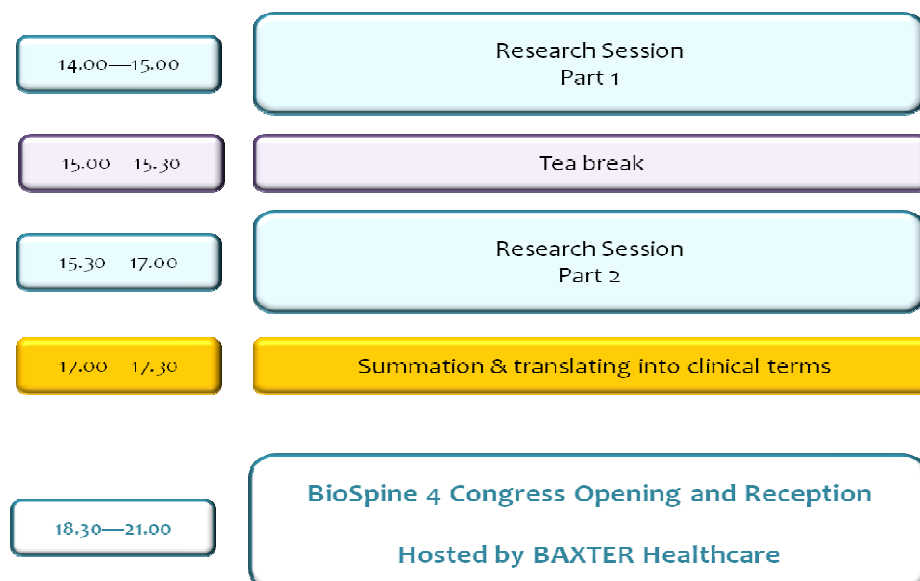 14.00—15.00
Research Session
Part 1
15.00 15.30
Tea break
15.30 17.00
Research Session
Part 2
17.00 17.30
Summation & translating into clinical terms
18.30—21.00
BioSpine 4 Congress Opening and Reception
Hosted by BAXTER Healthcare